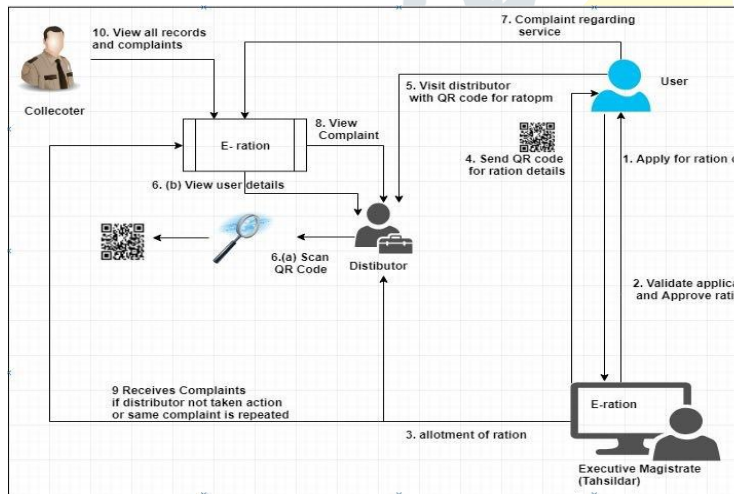 7. Complaint regarding
service
10. View all records
and complaints
Collecoter
User
5. Visit distributor
with QR code for ratopm
8. View
Complaint
E- ration
4. Send QR code
for ration details
1. Apply for ration
6. (b) View user details
6.(a) Scan
QR Code
Distibutor
2. Validate
and Approve
9 Receives Complaints
if distributor not taken action
or same complaint is repeated
E-ration
3. allotment of ration
Executive Magistrate
(Tahsildar)